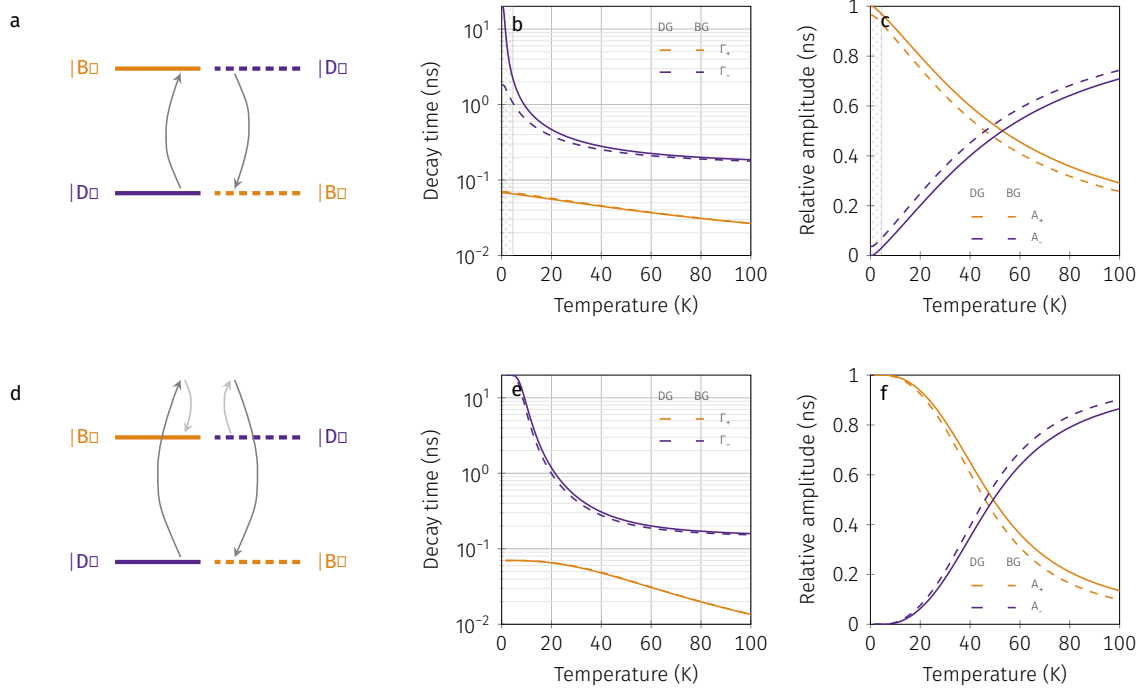 a
|B□
|D□
|D□
|B□
b
DG BG
Γ₊
Γ₋
10¹
10⁰
10⁻¹
10⁻²
Decay time (ns)
0 20 40 60 80 100
Temperature (K)
c
1
0.8
0.6
0.4
0.2
0
Relative amplitude (ns)
DG BG
A₊
A₋
0 20 40 60 80 100
Temperature (K)
d
|B□
|D□
|D□
|B□
e
DG BG
Γ₊
Γ₋
10¹
10⁰
10⁻¹
10⁻²
Decay time (ns)
0 20 40 60 80 100
Temperature (K)
f
1
0.8
0.6
0.4
0.2
0
Relative amplitude (ns)
DG BG
A₊
A₋
0 20 40 60 80 100
Temperature (K)